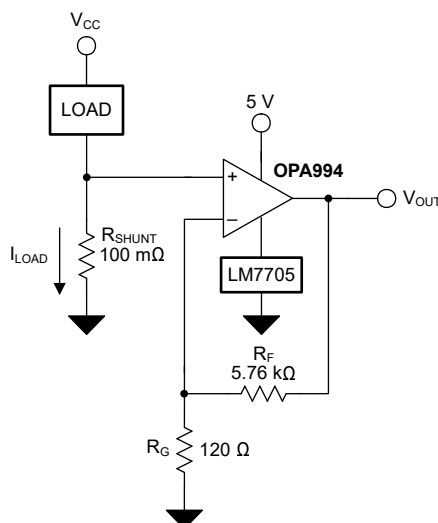 VCC
LOAD
5 V
OPA994
+
−
VOUT
RSHUNT
100 mΩ
ILOAD
LM7705
RF
5.76 kΩ
RG 120 Ω